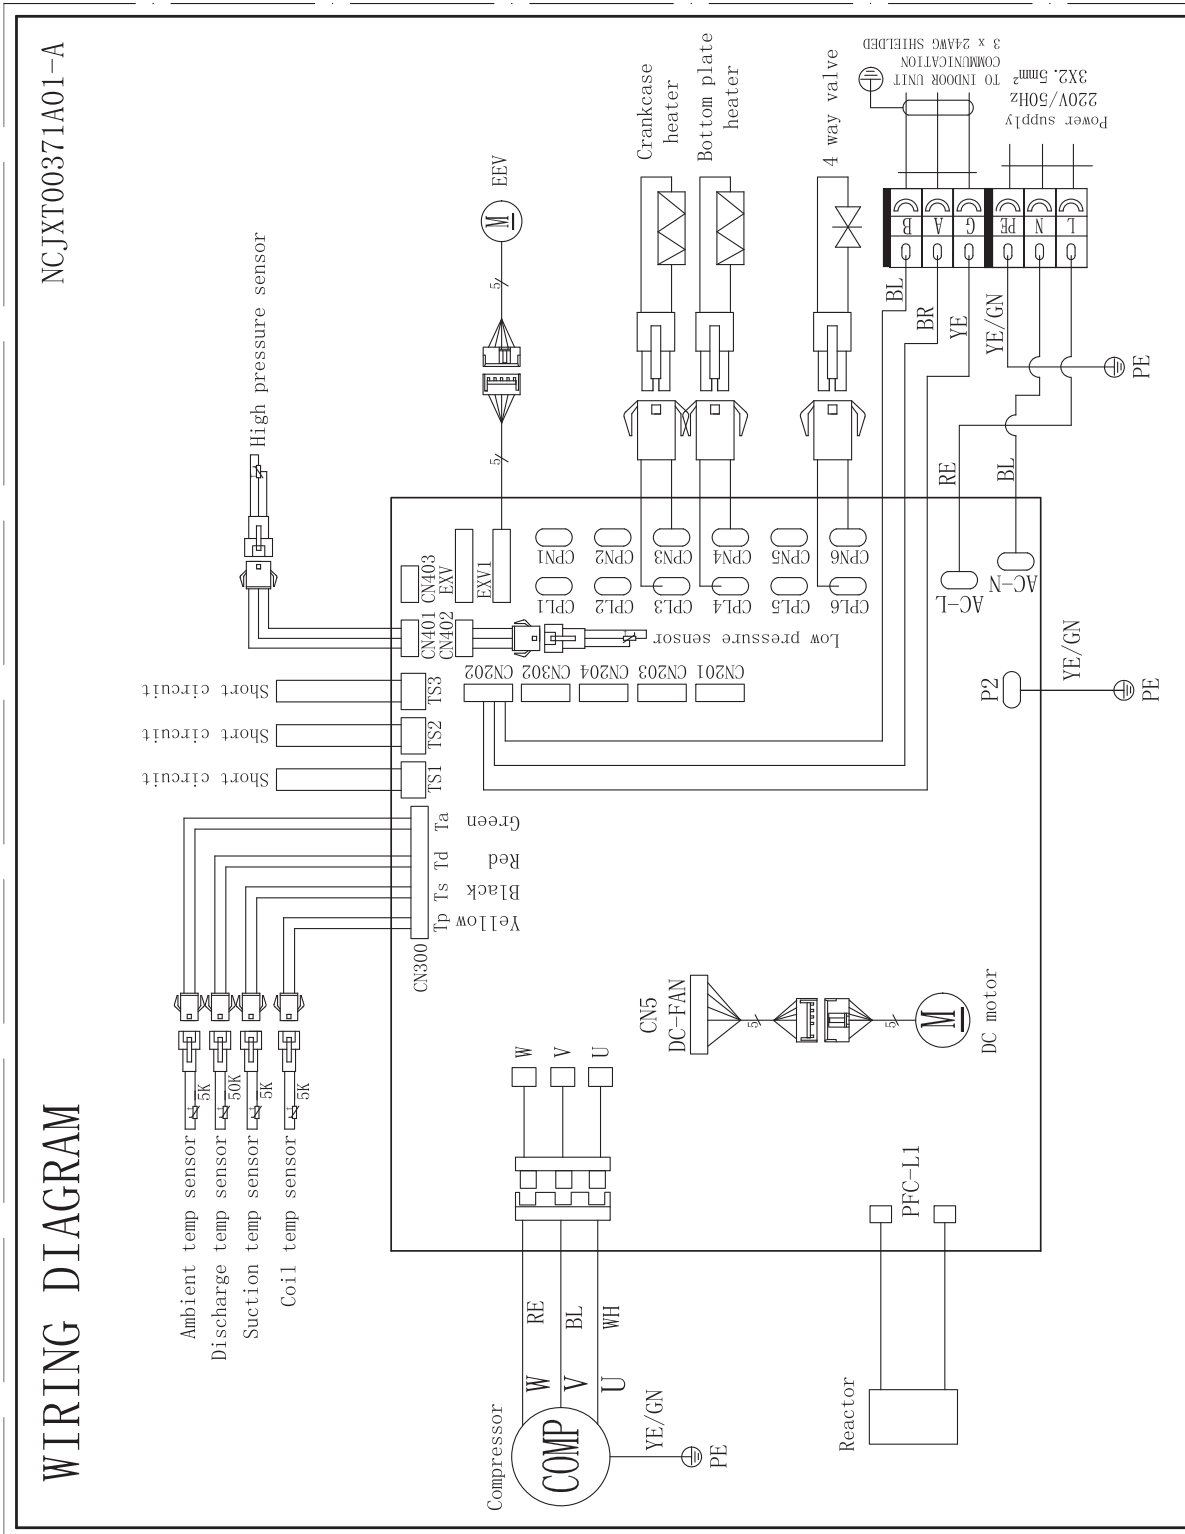 WIRING DIAGRAM
NCJXT00371A01-A
Ambient temp sensor
5K
Discharge temp sensor
50K
Suction temp sensor
5K
Coil temp sensor
5K
Short circuit
Short circuit
Short circuit
High pressure sensor
CN300
Tp
Ts
Td
Ta
Yellow
Black
Red
Green
TS1
TS2
TS3
CN401
CN403
CN402
EXV
EXV1
5
5
M
EEV
CN202
CN302
CN204
CN203
CN201
Low pressure sensor
CPL1
CPN1
CPL2
CPN2
CPL3
CPN3
CPL4
CPN4
CPL5
CPN5
CPL6
CPN6
Crankcase
heater
Bottom plate
heater
4 way valve
TO INDOOR UNIT
COMMUNICATION
3 x 24AWG SHIELDED
Power supply
220V/50Hz
3X2.5mm²
B
A
G
PE
N
L
BL
BR
YE
YE/GN
PE
RE
BL
AC-L
AC-N
P2
YE/GN
PE
Compressor
COMP
W
V
U
RE
BL
WH
W
V
U
YE/GN
PE
CN5
DC-FAN
5
5
M
DC motor
PFC-L1
Reactor